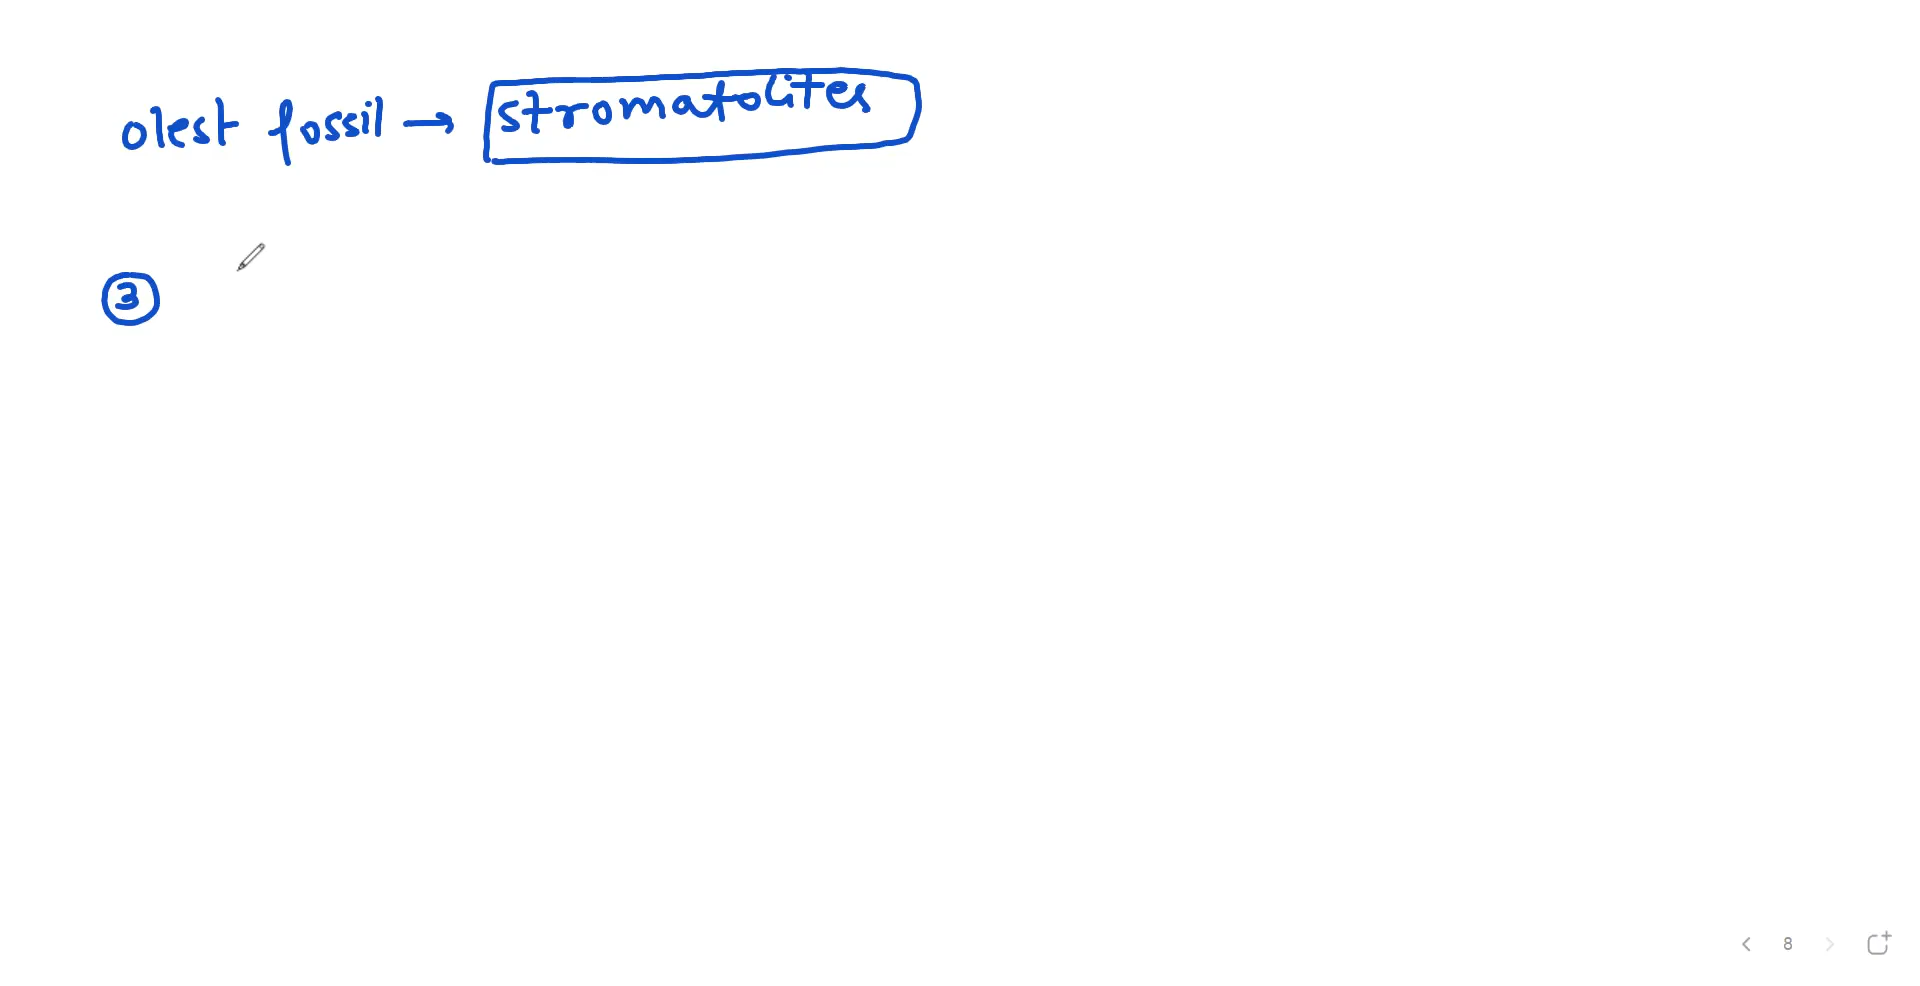 olest fossil → stromatolites
3
8